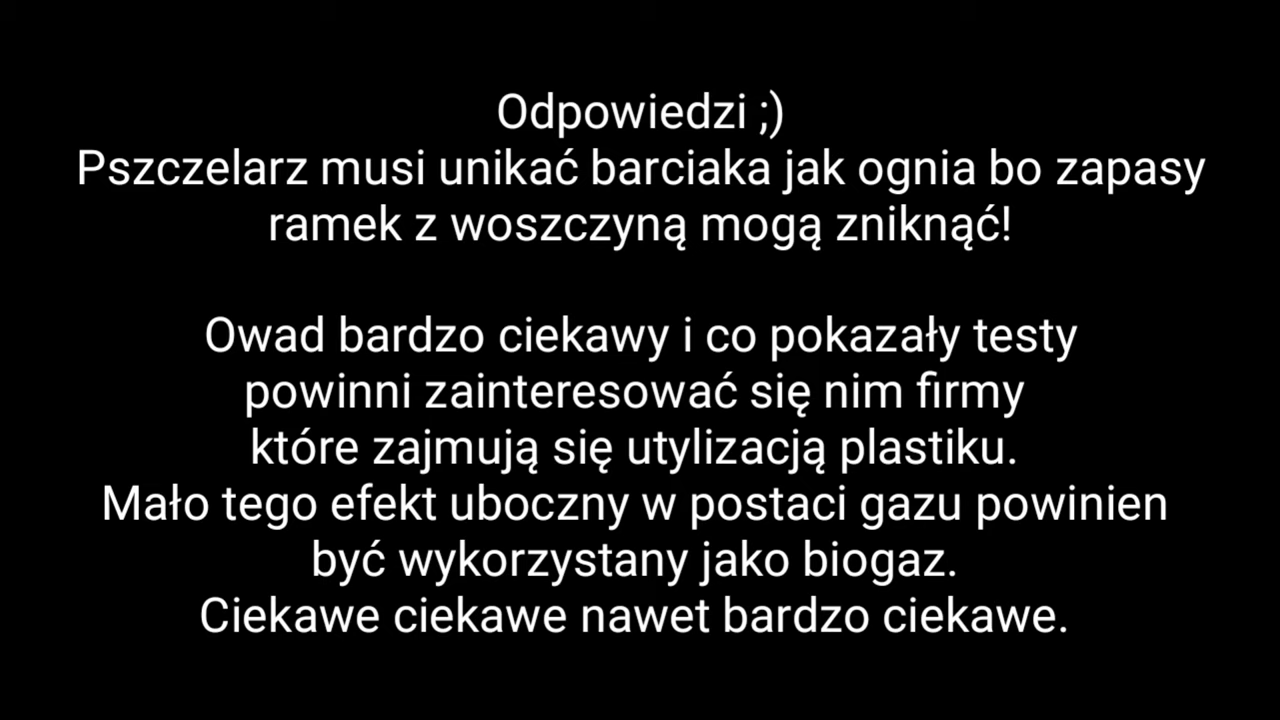 Odpowiedzi ;)
Pszczelarz musi unikać barciaka jak ognia bo zapasy
ramek z woszczyną mogą zniknąć!
Owad bardzo ciekawy i co pokazały testy
powinni zainteresować się nim firmy
które zajmują się utylizacją plastiku.
Mało tego efekt uboczny w postaci gazu powinien
być wykorzystany jako biogaz.
Ciekawe ciekawe nawet bardzo ciekawe.